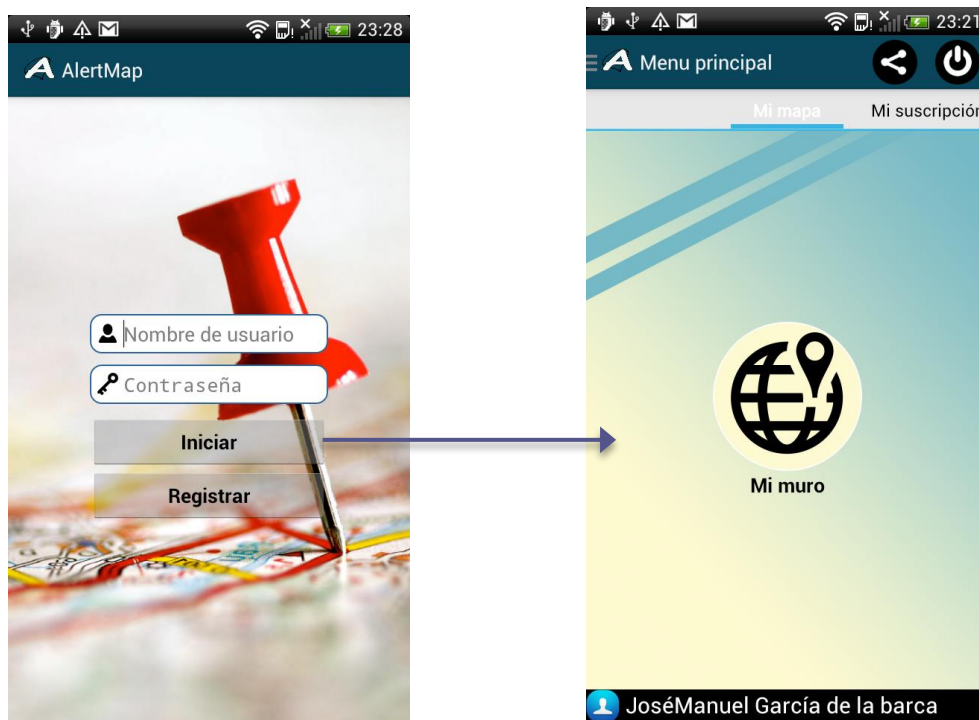 23:28
AlertMap
Nombre de usuario
Contraseña
Iniciar
Registrar
23:21
Menu principal
Mi mapa
Mi suscripción
Mi muro
JoséManuel García de la barca